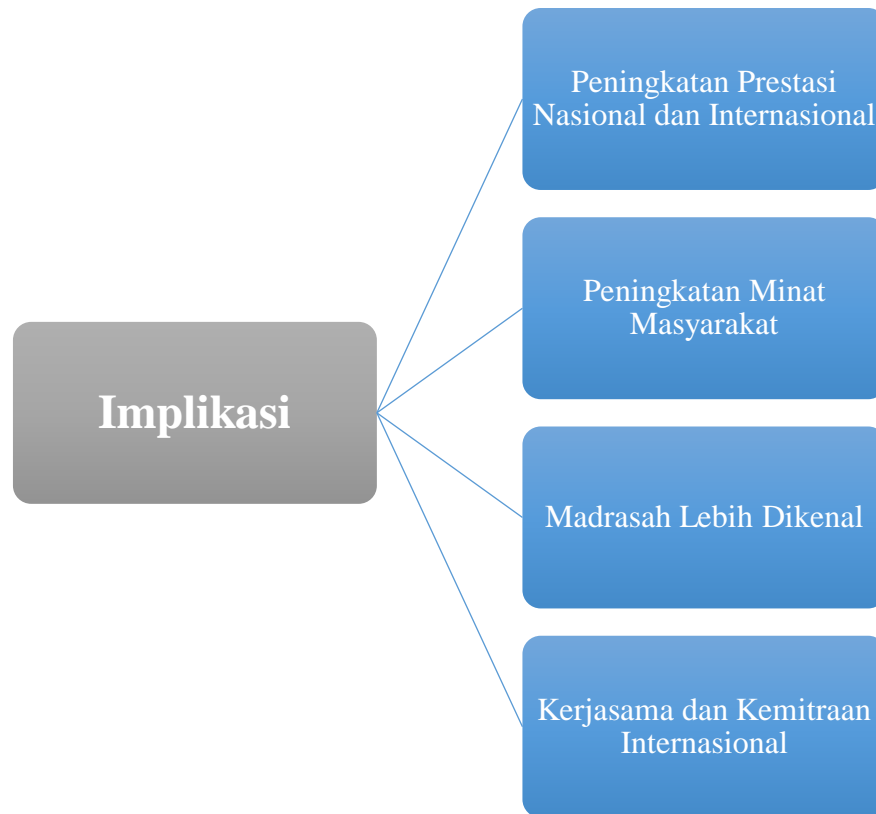 Peningkatan Prestasi
Nasional dan Internasional
Peningkatan Minat
Masyarakat
Implikasi
Madrasah Lebih Dikenal
Kerjasama dan Kemitraan
Internasional